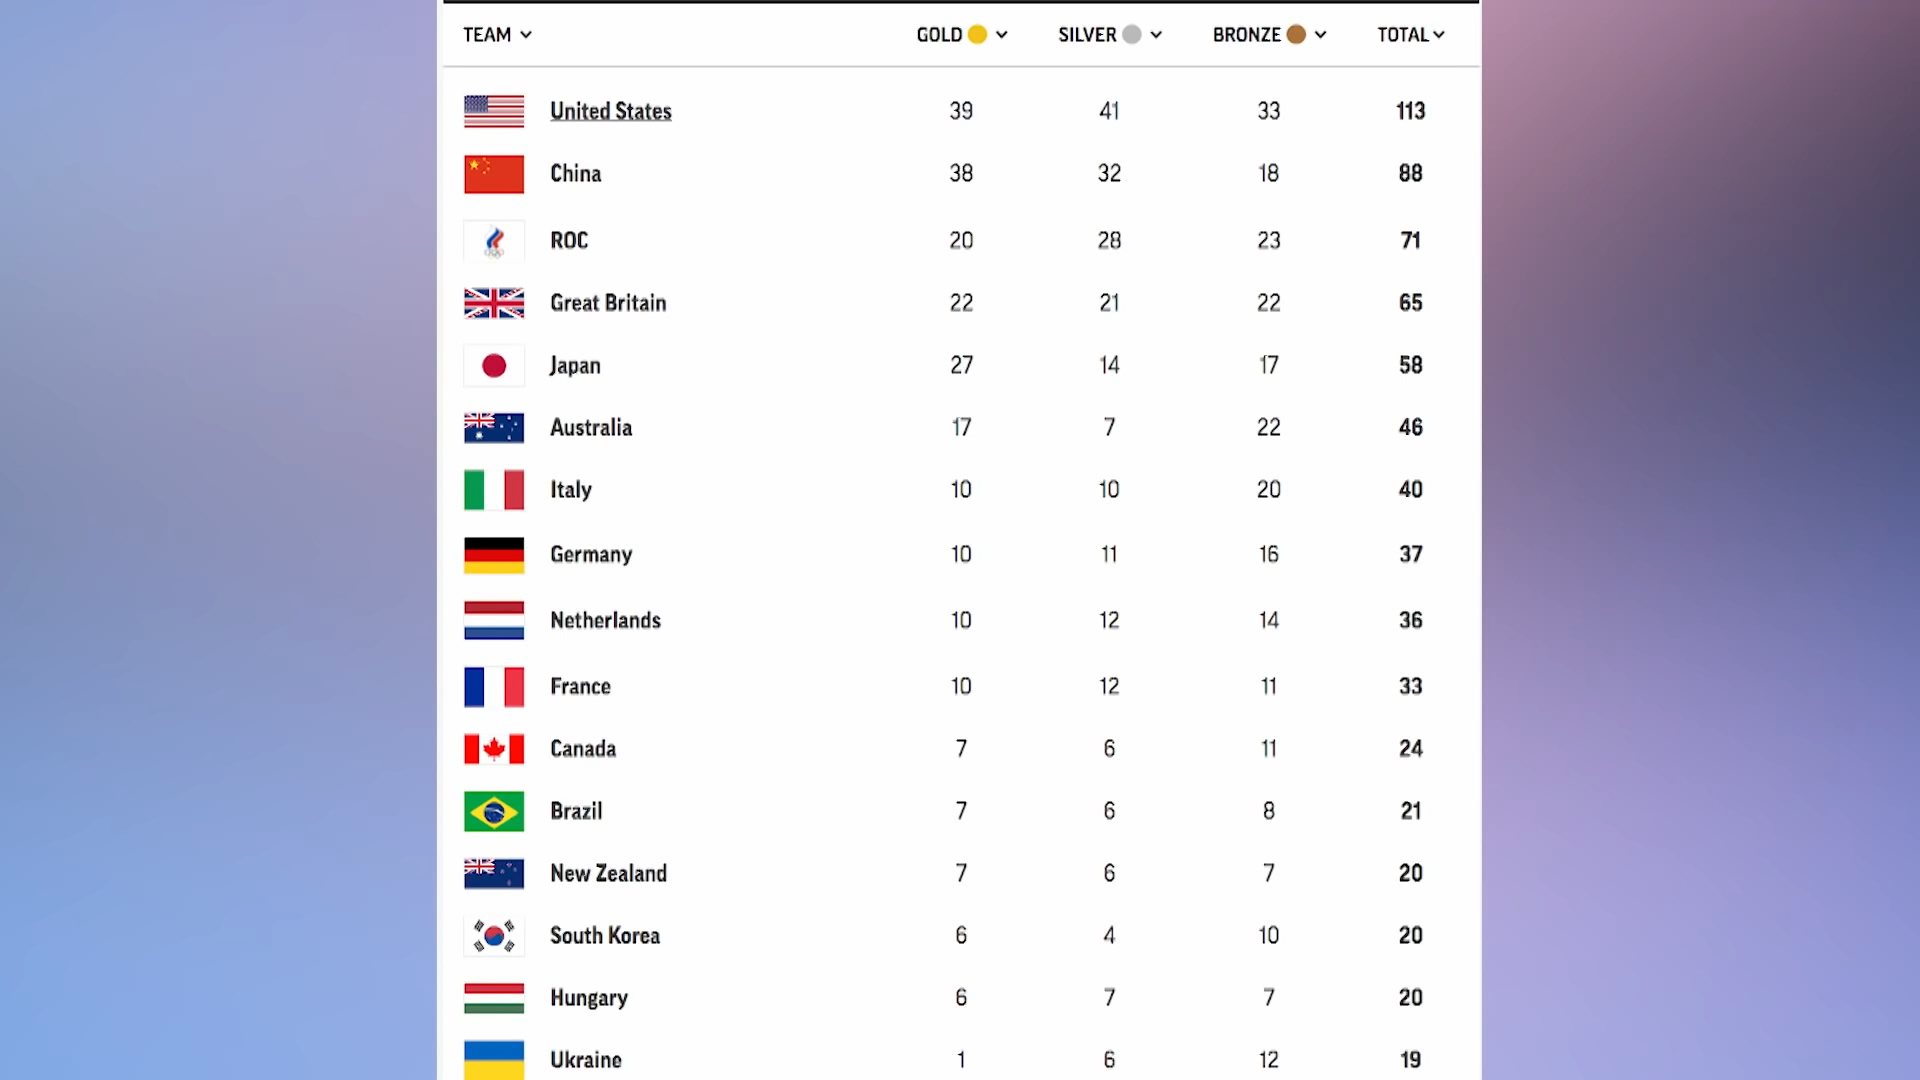 TEAM GOLD SILVER BRONZE TOTAL
United States 39 41 33 113
China 38 32 18 88
ROC 20 28 23 71
Great Britain 22 21 22 65
Japan 27 14 17 58
Australia 17 7 22 46
Italy 10 10 20 40
Germany 10 11 16 37
Netherlands 10 12 14 36
France 10 12 11 33
Canada 7 6 11 24
Brazil 7 6 8 21
New Zealand 7 6 7 20
South Korea 6 4 10 20
Hungary 6 7 7 20
Ukraine 1 6 12 19